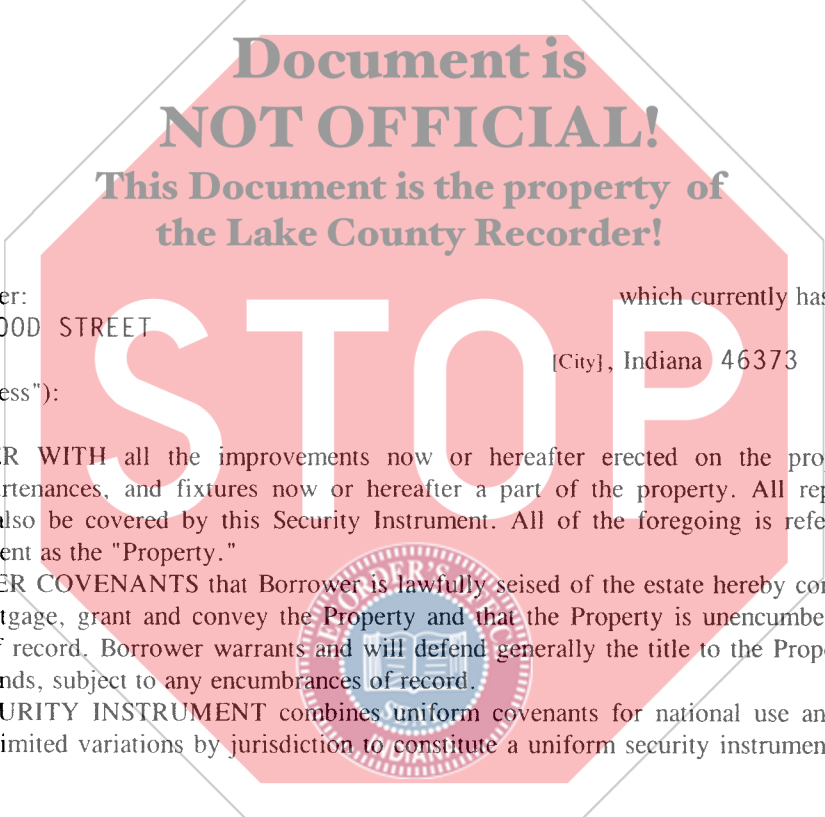 Document is
NOT OFFICIAL!
This Document is the property of
the Lake County Recorder!
er: which currently has
OOD STREET
[City], Indiana 46373
ess"):
STOP
ER WITH all the improvements now or hereafter erected on the pro
rtenances, and fixtures now or hereafter a part of the property. All rep
also be covered by this Security Instrument. All of the foregoing is refe
ent as the "Property."
ER COVENANTS that Borrower is lawfully seised of the estate hereby con
tgage, grant and convey the Property and that the Property is unencumbe
f record. Borrower warrants and will defend generally the title to the Prope
nds, subject to any encumbrances of record.
URITY INSTRUMENT combines uniform covenants for national use an
imited variations by jurisdiction to constitute a uniform security instrumen
SEAL
INDIANA